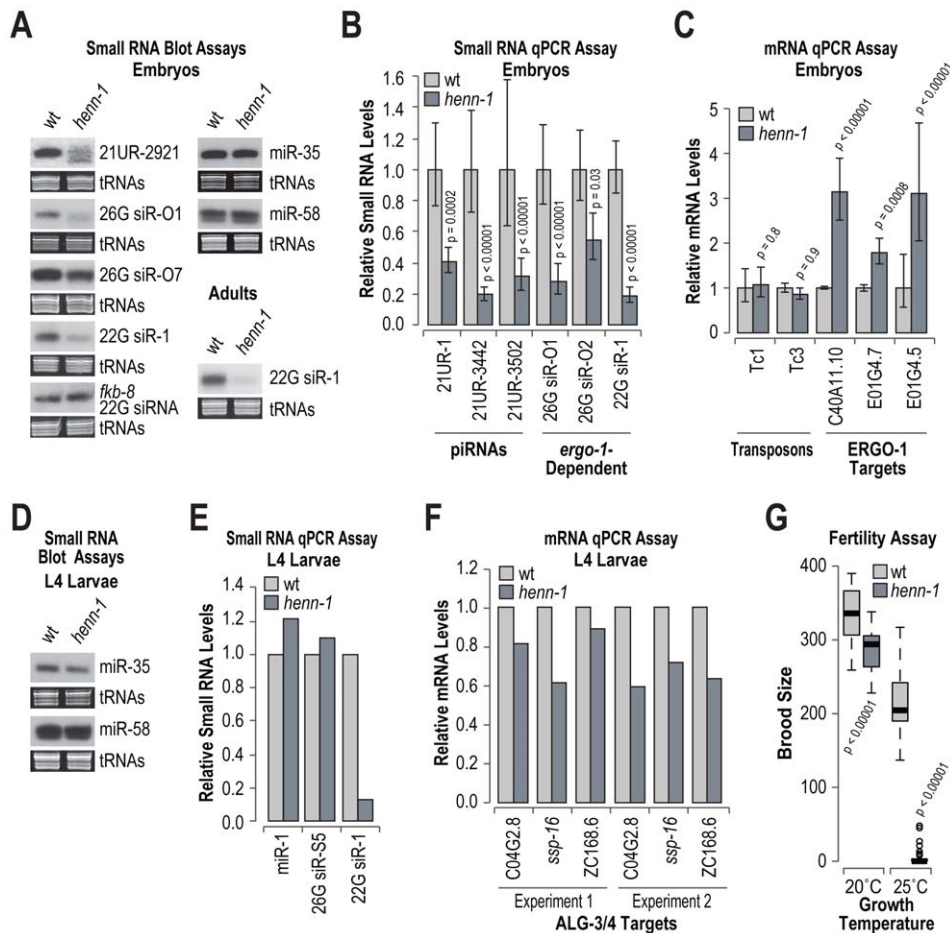 A
Small RNA Blot Assays
Embryos
wt
henn-1
21UR-2921
tRNAs
26G siR-O1
tRNAs
26G siR-O7
tRNAs
22G siR-1
tRNAs
fkb-8
22G siRNA
tRNAs
wt
henn-1
miR-35
tRNAs
miR-58
tRNAs
Adults
wt
henn-1
22G siR-1
tRNAs
B
Small RNA qPCR Assay
Embryos
Relative Small RNA Levels
1.6
1.4
1.2
1.0
0.8
0.6
0.4
0.2
0.0
wt
henn-1
p = 0.0002
p < 0.00001
p < 0.00001
p < 0.00001
p = 0.03
p < 0.00001
21UR-1
21UR-3442
21UR-3502
26G siR-O1
26G siR-O2
22G siR-1
piRNAs
ergo-1-
Dependent
C
mRNA qPCR Assay
Embryos
Relative mRNA Levels
5
4
3
2
1
0
wt
henn-1
p = 0.8
p = 0.9
p < 0.00001
p = 0.0008
p < 0.00001
Tc1
Tc3
C40A11.10
E01G4.7
E01G4.5
Transposons
ERGO-1
Targets
D
Small RNA
Blot Assays
L4 Larvae
wt
henn-1
miR-35
tRNAs
miR-58
tRNAs
E
Small RNA qPCR Assay
L4 Larvae
Relative Small RNA Levels
1.4
1.2
1.0
0.8
0.6
0.4
0.2
0.0
wt
henn-1
miR-1
26G siR-S5
22G siR-1
F
mRNA qPCR Assay
L4 Larvae
Relative mRNA Levels
1.2
1.0
0.8
0.6
0.4
0.2
0.0
wt
henn-1
C04G2.8
ssp-16
ZC168.6
C04G2.8
ssp-16
ZC168.6
Experiment 1
Experiment 2
ALG-3/4 Targets
G
Fertility Assay
Brood Size
400
300
200
100
0
wt
henn-1
p < 0.00001
p < 0.00001
20˚C
25˚C
Growth
Temperature